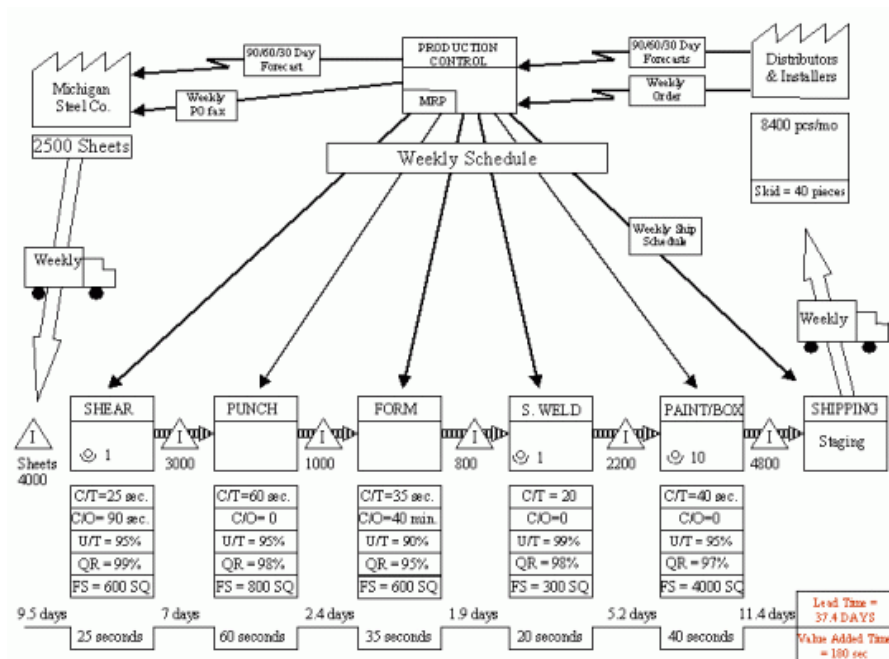 90/60/30 Day
Forecast
PRODUCTION
CONTROL
90/60/30 Day
Forecasts
Distributors
& Installers
Michigan
Steel Co.
Weekly
PO fax
MRP
Weekly
Order
2500 Sheets
Weekly Schedule
8400 pcs/mo
Skid = 40 pieces
Weekly Ship
Schedule
Weekly
Weekly
SHEAR
PUNCH
FORM
S. WELD
PAINT/BOX
SHIPPING
I
I
I
I
I
I
Staging
1
1
10
Sheets
4000
3000
1000
800
2200
4800
C/T=25 sec.
C/O= 90 sec.
U/T = 95%
QR = 99%
FS = 600 SQ
C/T=60 sec.
C/O= 0
U/T = 95%
QR = 98%
FS = 800 SQ
C/T=35 sec.
C/O=40 min.
U/T = 90%
QR = 95%
FS = 600 SQ
C/T = 20
C/O=0
U/T = 99%
QR = 98%
FS = 300 SQ
C/T=40 sec.
C/O=0
U/T = 95%
QR = 97%
FS = 4000 SQ
9.5 days
7 days
2.4 days
1.9 days
5.2 days
11.4 days
25 seconds
60 seconds
35 seconds
20 seconds
40 seconds
Lead Time =
37.4 DAYS
Value Added Time
= 180 sec